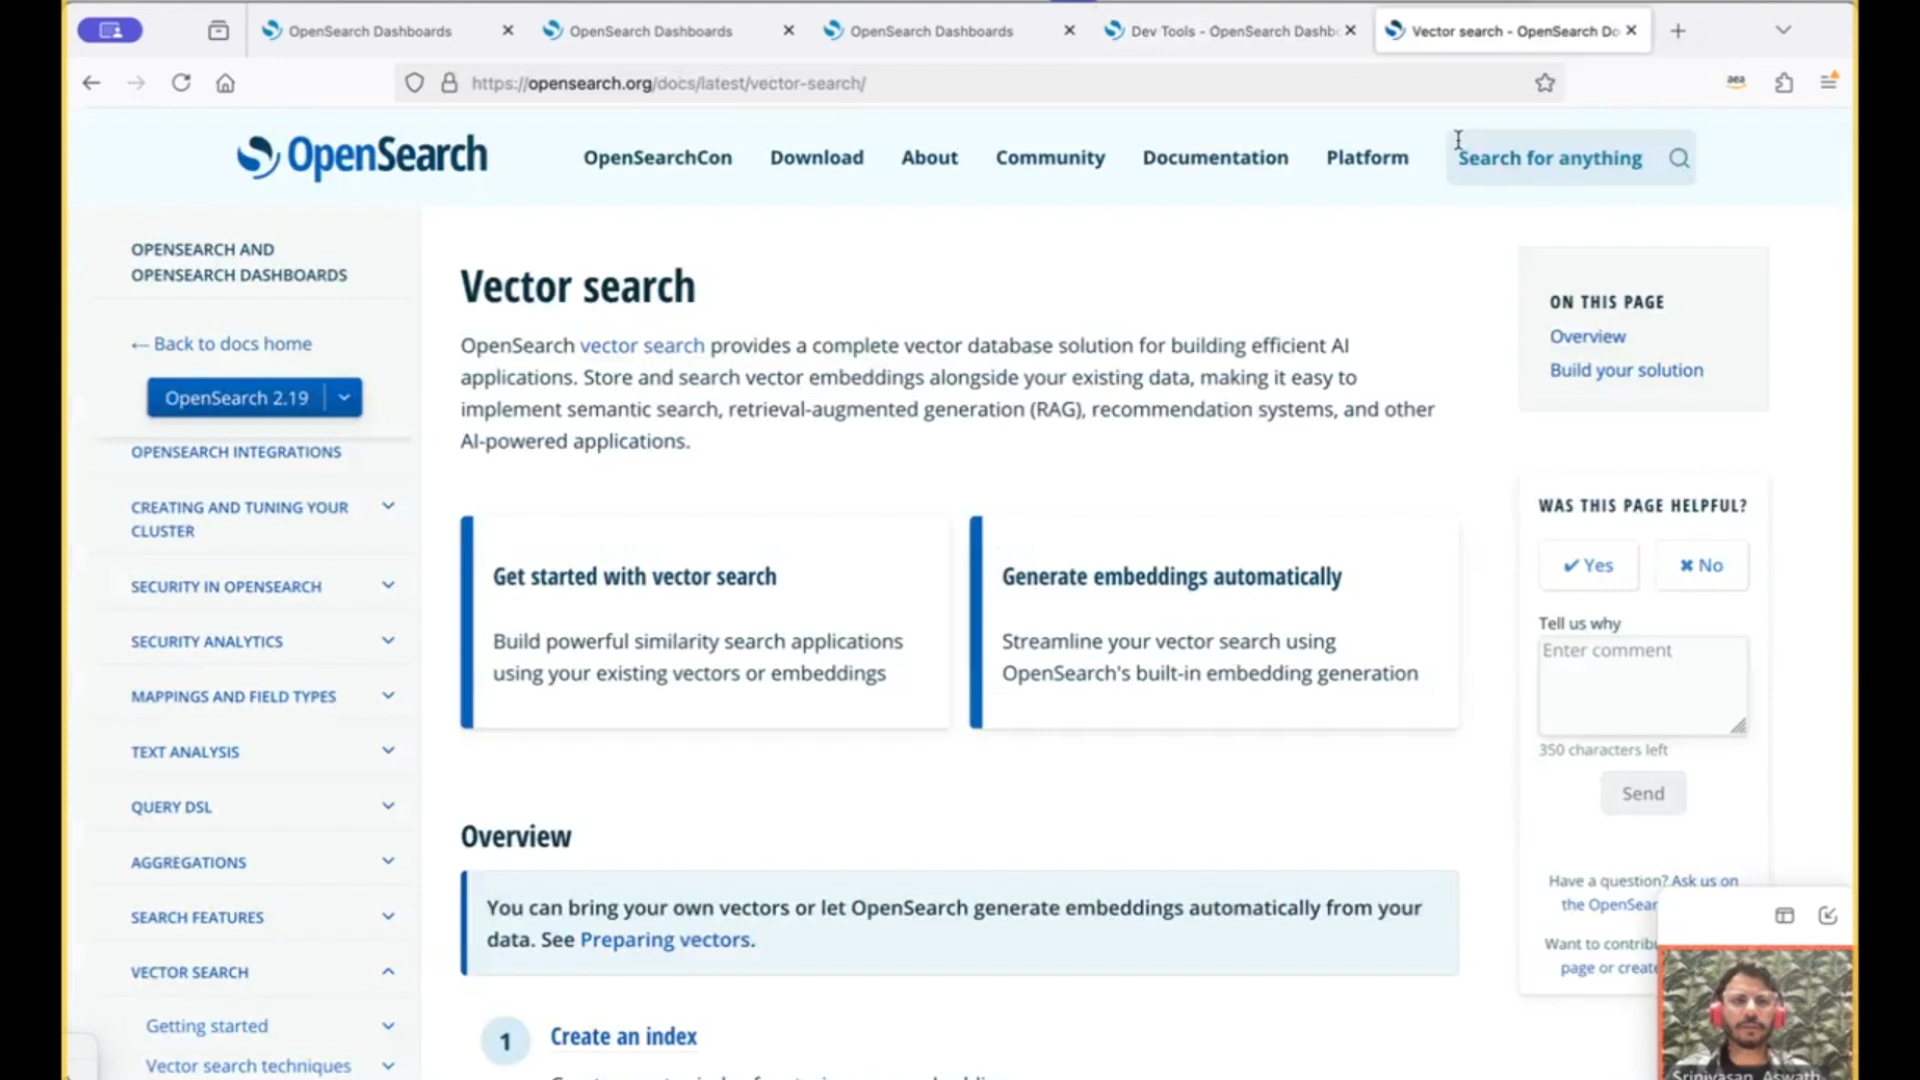 OpenSearch Dashboards
OpenSearch Dashboards
OpenSearch Dashboards
Dev Tools - OpenSearch Dashb
Vector search - OpenSearch Do
https://opensearch.org/docs/latest/vector-search/
aea
OpenSearch
OpenSearchCon
Download
About
Community
Documentation
Platform
Search for anything
OPENSEARCH AND
OPENSEARCH DASHBOARDS
← Back to docs home
OpenSearch 2.19
OPENSEARCH INTEGRATIONS
CREATING AND TUNING YOUR
CLUSTER
SECURITY IN OPENSEARCH
SECURITY ANALYTICS
MAPPINGS AND FIELD TYPES
TEXT ANALYSIS
QUERY DSL
AGGREGATIONS
SEARCH FEATURES
VECTOR SEARCH
Getting started
Vector search techniques
Vector search
OpenSearch vector search provides a complete vector database solution for building efficient AI
applications. Store and search vector embeddings alongside your existing data, making it easy to
implement semantic search, retrieval-augmented generation (RAG), recommendation systems, and other
AI-powered applications.
Get started with vector search
Build powerful similarity search applications
using your existing vectors or embeddings
Generate embeddings automatically
Streamline your vector search using
OpenSearch's built-in embedding generation
Overview
You can bring your own vectors or let OpenSearch generate embeddings automatically from your
data. See Preparing vectors.
1
Create an index
ON THIS PAGE
Overview
Build your solution
WAS THIS PAGE HELPFUL?
✔ Yes
✖ No
Tell us why
Enter comment
350 characters left
Send
Have a question? Ask us on
the OpenSear
Want to contribu
page or create
Srinivasan, Aswath